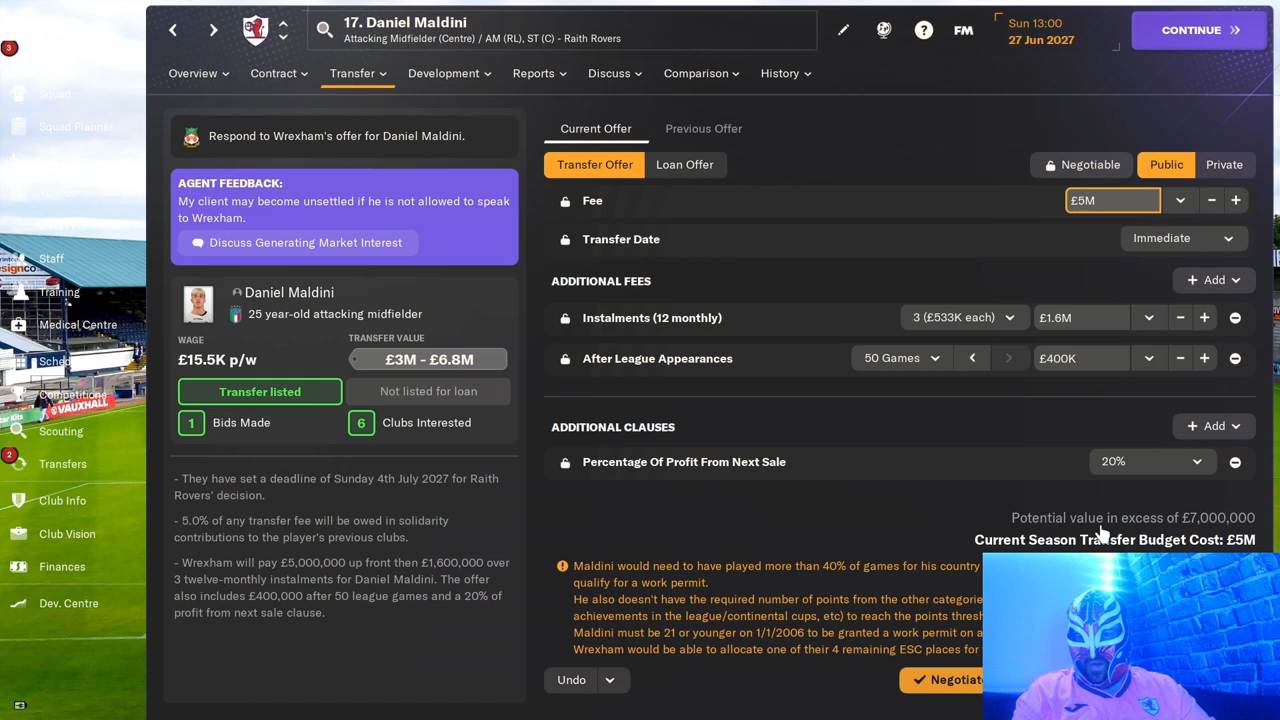 17. Daniel Maldini
Attacking Midfielder (Centre) / AM (RL), ST (C) - Raith Rovers
?
FM
Sun 13:00
27 Jun 2027
CONTINUE
3
Overview
Contract
Transfer
Development
Reports
Discuss
Comparison
History
Squad
Squad Planner
Staff
Training
Medical Centre
Sched
Competitions
Scouting
2
Transfers
Club Info
Club Vision
Finances
Dev. Centre
esignco
VAUXHALL
Respond to Wrexham's offer for Daniel Maldini.
AGENT FEEDBACK:
My client may become unsettled if he is not allowed to speak
to Wrexham.
Discuss Generating Market Interest
Daniel Maldini
25 year-old attacking midfielder
WAGE
TRANSFER VALUE
£15.5K p/w
£3M - £6.8M
Transfer listed
Not listed for loan
1 Bids Made
6 Clubs Interested
- They have set a deadline of Sunday 4th July 2027 for Raith
Rovers' decision.
- 5.0% of any transfer fee will be owed in solidarity
contributions to the player's previous clubs.
- Wrexham will pay £5,000,000 up front then £1,600,000 over
3 twelve-monthly instalments for Daniel Maldini. The offer
also includes £400,000 after 50 league games and a 20% of
profit from next sale clause.
Current Offer
Previous Offer
Transfer Offer
Loan Offer
Negotiable
Public
Private
Fee
£5M
Transfer Date
Immediate
ADDITIONAL FEES
+ Add
Instalments (12 monthly)
3 (£533K each)
£1.6M
After League Appearances
50 Games
£400K
ADDITIONAL CLAUSES
+ Add
Percentage Of Profit From Next Sale
20%
Potential value in excess of £7,000,000
Current Season Transfer Budget Cost: £5M
Maldini would need to have played more than 40% of games for his country
qualify for a work permit.
He also doesn't have the required number of points from the other categorie
achievements in the league/continental cups, etc) to reach the points thresh
Maldini must be 21 or younger on 1/1/2006 to be granted a work permit on a
Wrexham would be able to allocate one of their 4 remaining ESC places for
Undo
Negotiate